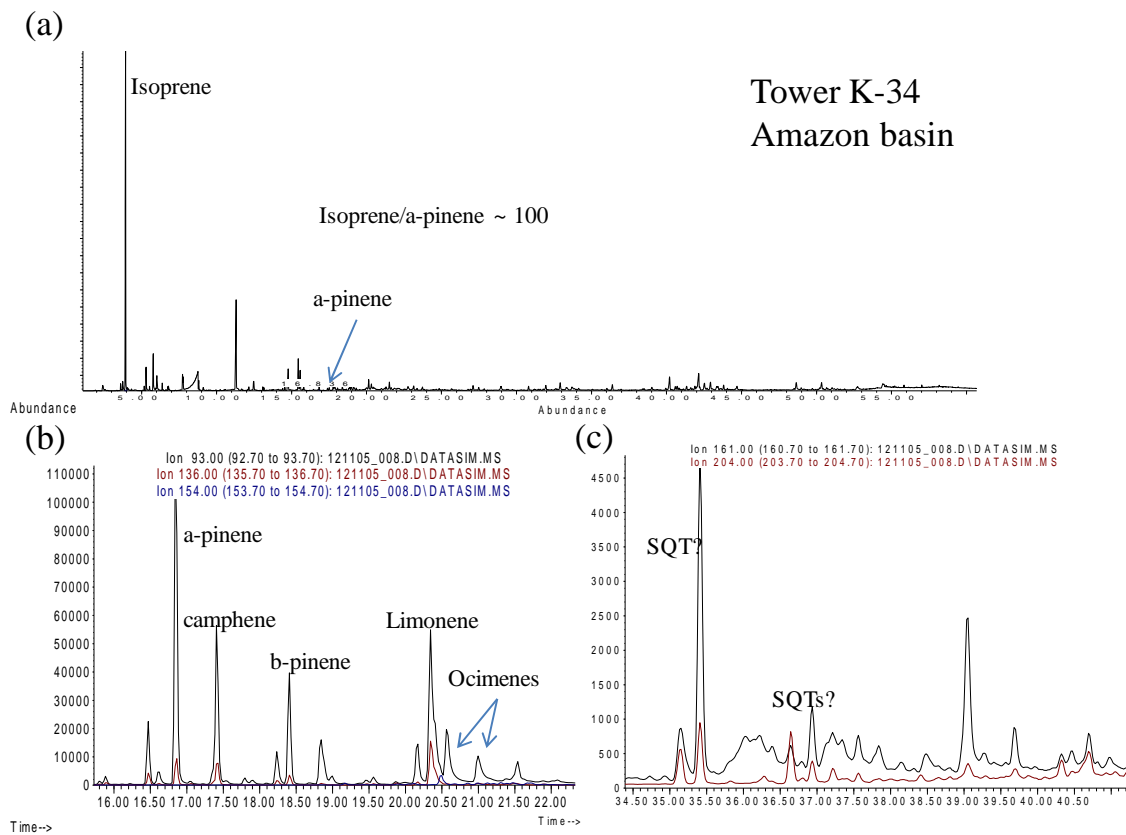 (a)
Isoprene
Tower K-34
Amazon basin
Isoprene/a-pinene ~ 100
a-pinene
5.00 10.00 15.00 20.00 25.00 30.00 35.00 40.00 45.00 50.00 55.00
Abundance
Abundance
(b)
(c)
Ion 93.00 (92.70 to 93.70): 121105_008.D\DATASIM.MS
Ion 136.00 (135.70 to 136.70): 121105_008.D\DATASIM.MS
Ion 154.00 (153.70 to 154.70): 121105_008.D\DATASIM.MS
110000
100000
90000
80000
70000
60000
50000
40000
30000
20000
10000
0
a-pinene
camphene
b-pinene
Limonene
Ocimenes
16.00 16.50 17.00 17.50 18.00 18.50 19.00 19.50 20.00 20.50 21.00 21.50 22.00
Time-->
Time-->
Ion 161.00 (160.70 to 161.70): 121105_008.D\DATASIM.MS
Ion 204.00 (203.70 to 204.70): 121105_008.D\DATASIM.MS
4500
4000
3500
3000
2500
2000
1500
1000
500
0
SQT?
SQTs?
34.50 35.00 35.50 36.00 36.50 37.00 37.50 38.00 38.50 39.00 39.50 40.00 40.50